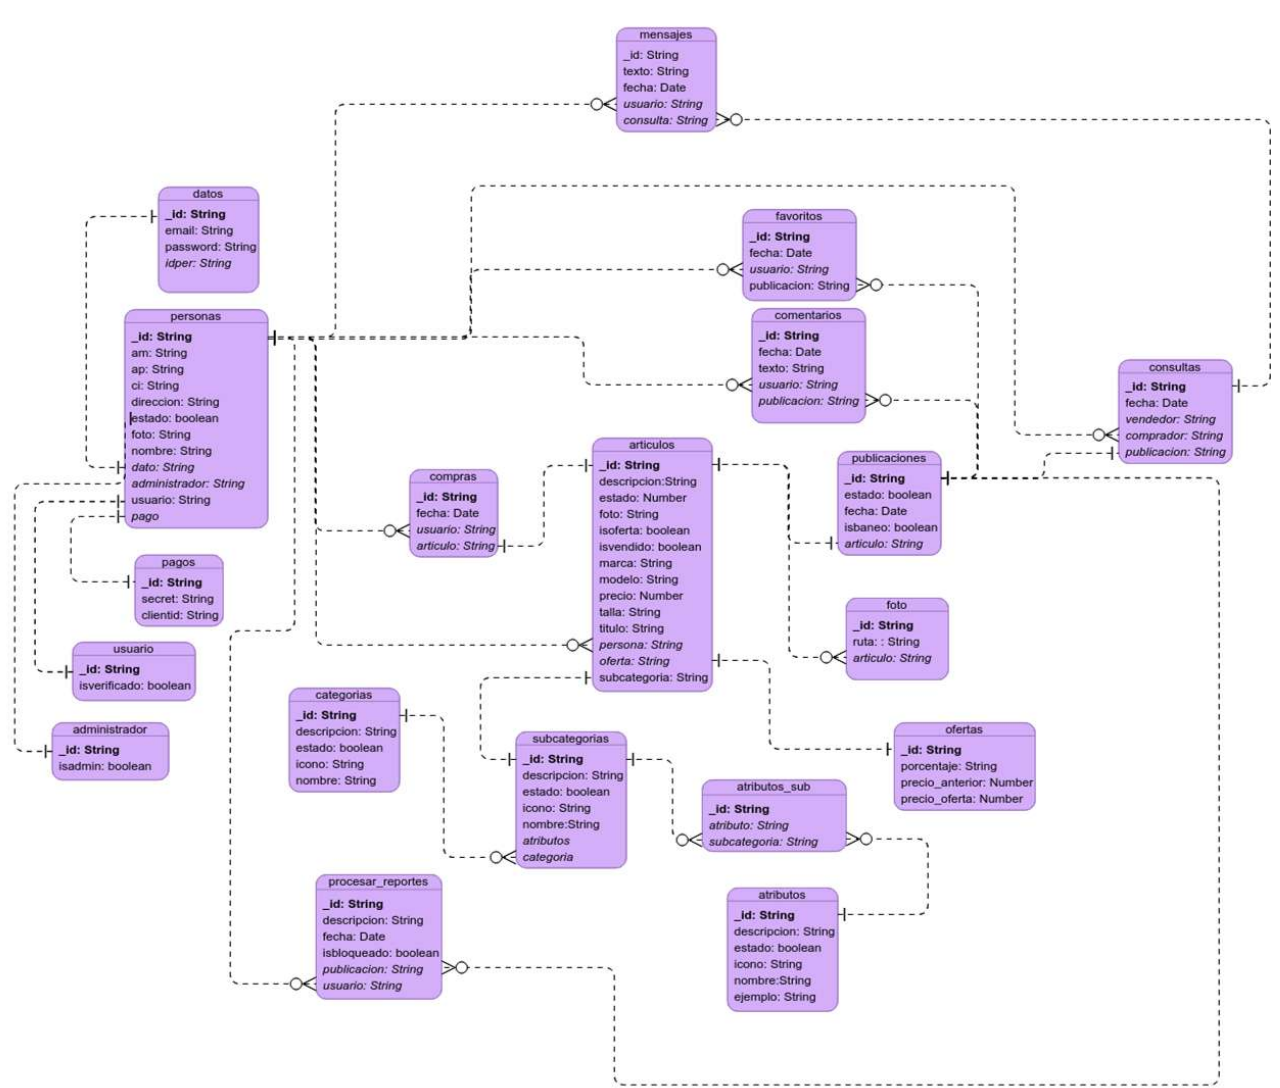 mensajes
_id: String
texto: String
fecha: Date
usuario: String
consulta: String
datos
_id: String
email: String
password: String
idper: String
favoritos
_id: String
fecha: Date
usuario: String
publicacion: String
personas
_id: String
am: String
ap: String
ci: String
direccion: String
estado: boolean
foto: String
nombre: String
dato: String
administrador: String
usuario: String
pago
comentarios
_id: String
fecha: Date
texto: String
usuario: String
publicacion: String
consultas
_id: String
fecha: Date
vendedor: String
comprador: String
publicacion: String
articulos
_id: String
descripcion:String
estado: Number
foto: String
isoferta: boolean
isvendido: boolean
marca: String
modelo: String
precio: Number
talla: String
titulo: String
persona: String
oferta: String
subcategoria: String
publicaciones
_id: String
estado: boolean
fecha: Date
isbaneo: boolean
articulo: String
compras
_id: String
fecha: Date
usuario: String
articulo: String
pagos
_id: String
secret: String
clientid: String
foto
_id: String
ruta: : String
articulo: String
usuario
_id: String
isverificado: boolean
categorias
_id: String
descripcion: String
estado: boolean
icono: String
nombre: String
administrador
_id: String
isadmin: boolean
subcategorias
_id: String
descripcion: String
estado: boolean
icono: String
nombre:String
atributos
categoria
ofertas
_id: String
porcentaje: String
precio_anterior: Number
precio_oferta: Number
atributos_sub
_id: String
atributo: String
subcategoria: String
procesar_reportes
_id: String
descripcion: String
fecha: Date
isbloqueado: boolean
publicacion: String
usuario: String
atributos
_id: String
descripcion: String
estado: boolean
icono: String
nombre:String
ejemplo: String